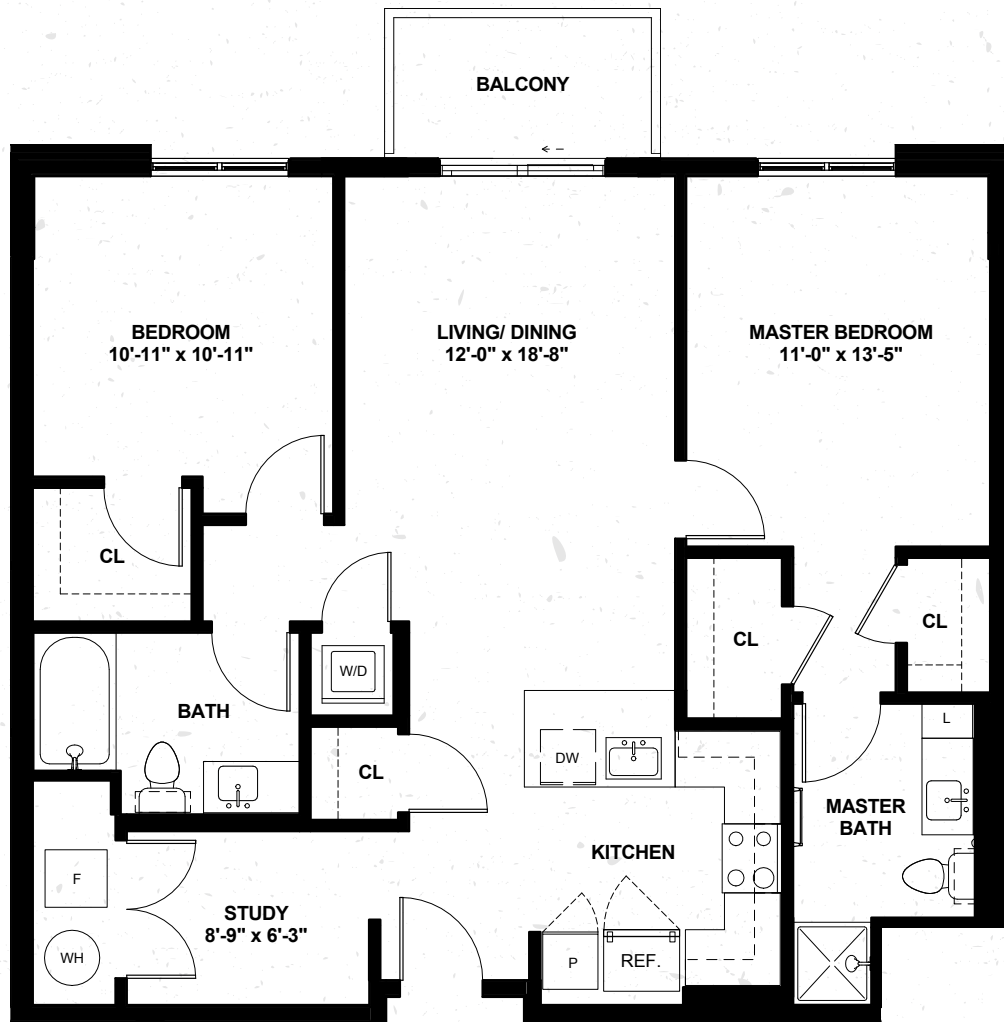 BALCONY
BEDROOM
10'-11" x 10'-11"
LIVING/ DINING
12'-0" x 18'-8"
MASTER BEDROOM
11'-0" x 13'-5"
CL
CL
CL
W/D
BATH
L
CL
DW
MASTER
BATH
KITCHEN
F
STUDY
8'-9" x 6'-3"
WH
P
REF.